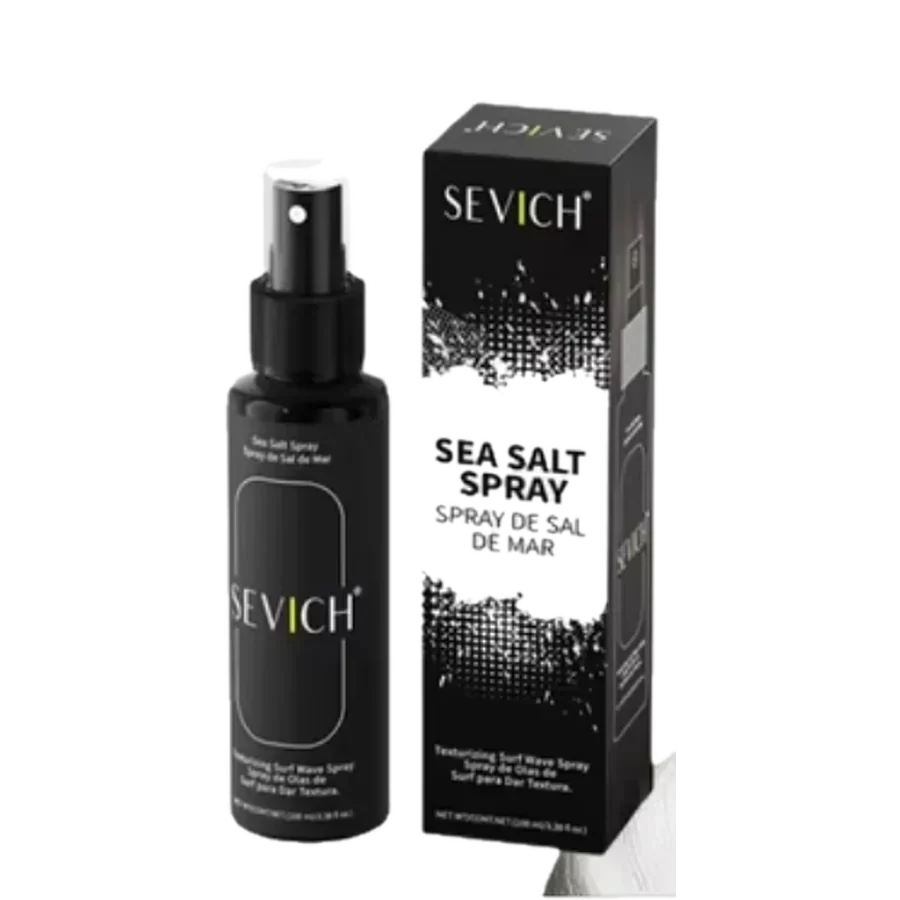 Sea Salt Spray
Spray de Sal de Mar
SEVICH®
Texturizing Surf Wave Spray
Spray de Olas de
Surf para Dar Textura.
SEVICH®
SEVICH®
SEA SALT
SPRAY
SPRAY DE SAL
DE MAR
Texturizing Surf Wave Spray
Spray de Olas de
Surf para Dar Textura.
SEVICH